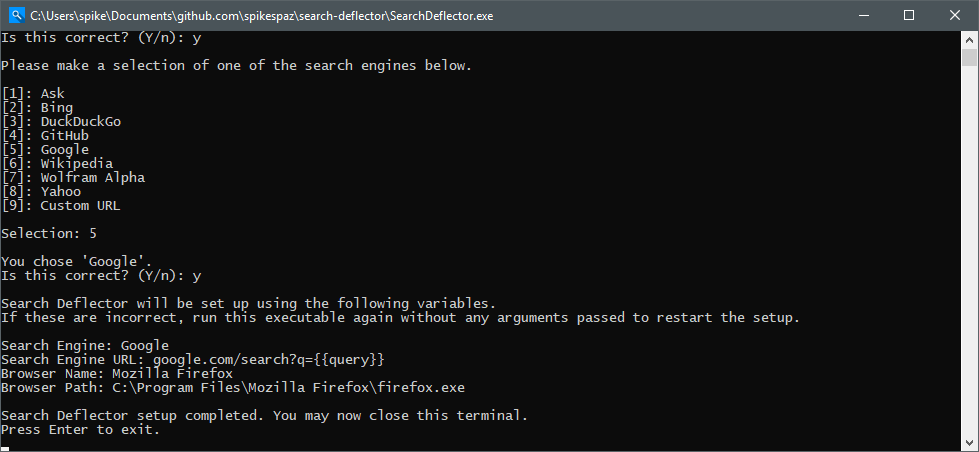 C:\Users\spike\Documents\github.com\spikespaz\search-deflector\SearchDeflector.exe
Is this correct? (Y/n): y
Please make a selection of one of the search engines below.
[1]: Ask
[2]: Bing
[3]: DuckDuckGo
[4]: GitHub
[5]: Google
[6]: Wikipedia
[7]: Wolfram Alpha
[8]: Yahoo
[9]: Custom URL
Selection: 5
You chose 'Google'.
Is this correct? (Y/n): y
Search Deflector will be set up using the following variables.
If these are incorrect, run this executable again without any arguments passed to restart the setup.
Search Engine: Google
Search Engine URL: google.com/search?q={{query}}
Browser Name: Mozilla Firefox
Browser Path: C:\Program Files\Mozilla Firefox\firefox.exe
Search Deflector setup completed. You may now close this terminal.
Press Enter to exit.